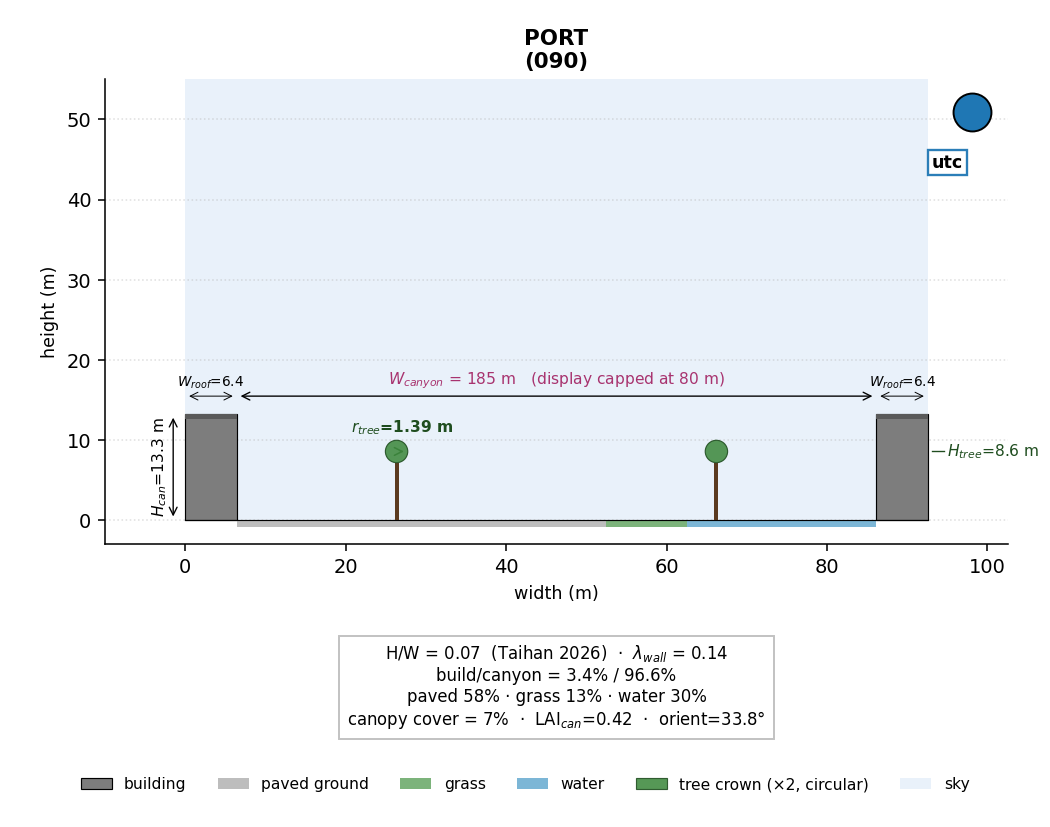 PORT
(090)
50
40
30
20
10
0
height (m)
utc
W_roof=6.4
W_canyon = 185 m (display capped at 80 m)
W_roof=6.4
r_tree=1.39 m
H_can=13.3 m
H_tree=8.6 m
0
20
40
60
80
100
width (m)
H/W = 0.07 (Taihan 2026) · λ_wall = 0.14
build/canyon = 3.4% / 96.6%
paved 58% · grass 13% · water 30%
canopy cover = 7% · LAI_can=0.42 · orient=33.8°
building
paved ground
grass
water
tree crown (×2, circular)
sky